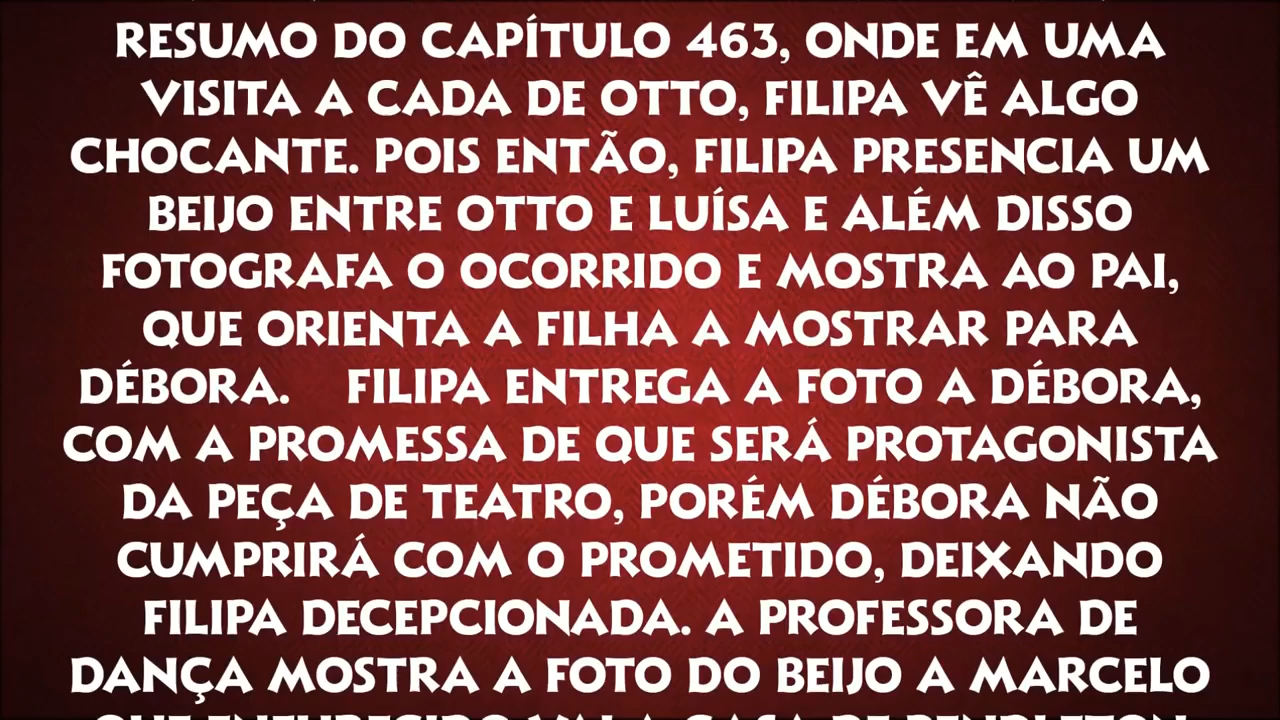 RESUMO DO CAPÍTULO 463, ONDE EM UMA
VISITA A CADA DE OTTO, FILIPA VÊ ALGO
CHOCANTE. POIS ENTÃO, FILIPA PRESENCIA UM
BEIJO ENTRE OTTO E LUÍSA E ALÉM DISSO
FOTOGRAFA O OCORRIDO E MOSTRA AO PAI,
QUE ORIENTA A FILHA A MOSTRAR PARA
DÉBORA. FILIPA ENTREGA A FOTO A DÉBORA,
COM A PROMESSA DE QUE SERÁ PROTAGONISTA
DA PEÇA DE TEATRO, PORÉM DÉBORA NÃO
CUMPRIRÁ COM O PROMETIDO, DEIXANDO
FILIPA DECEPCIONADA. A PROFESSORA DE
DANÇA MOSTRA A FOTO DO BEIJO A MARCELO